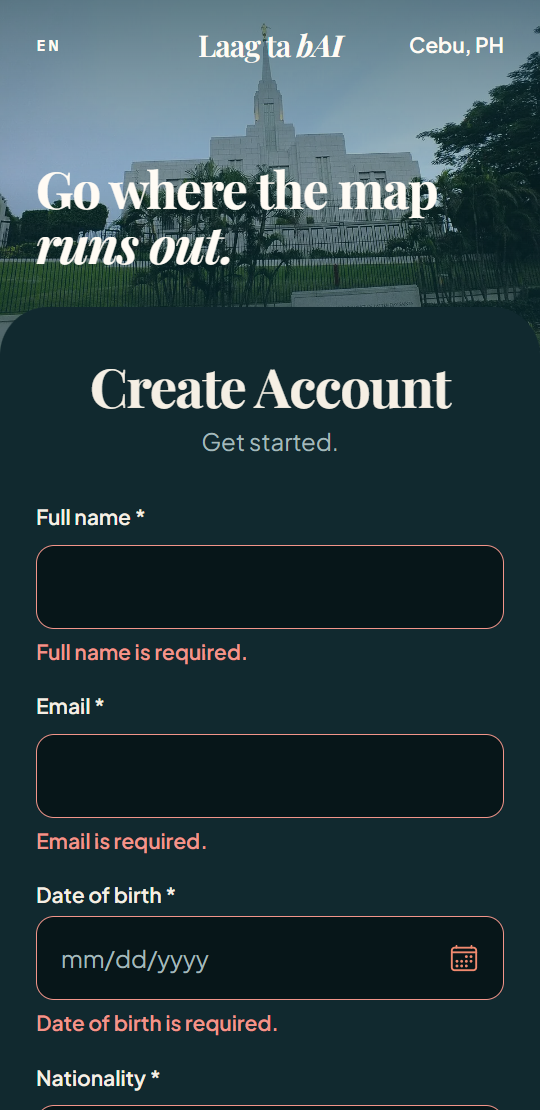 EN
Laag ta bAI
Cebu, PH
Go where the map
runs out.
Create Account
Get started.
Full name *
Full name is required.
Email *
Email is required.
Date of birth *
mm/dd/yyyy
Date of birth is required.
Nationality *